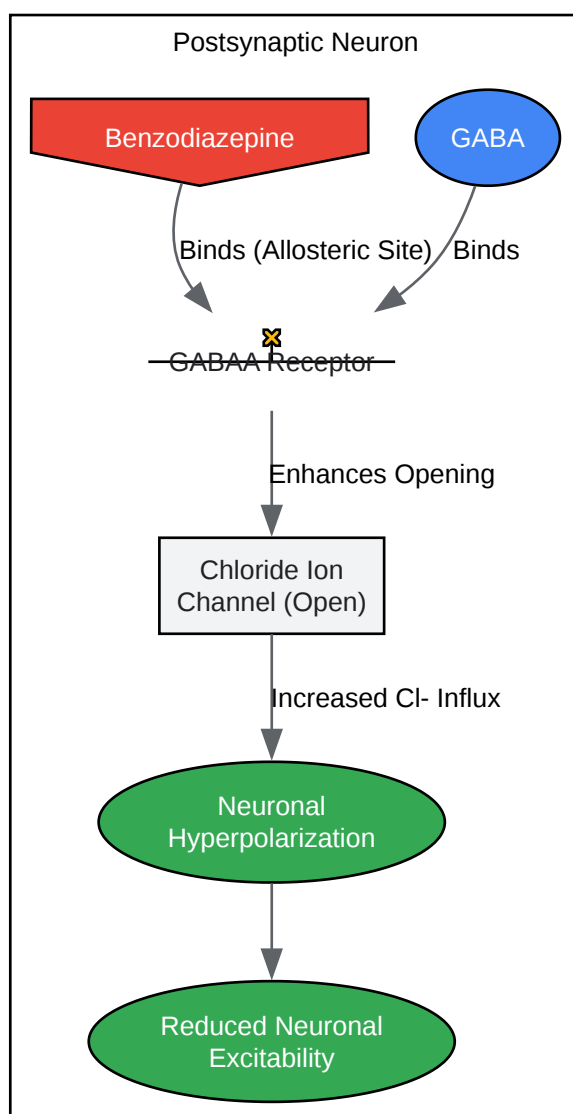 Postsynaptic Neuron
Benzodiazepine
GABA
Binds (Allosteric Site)
Binds
GABAA Receptor
Enhances Opening
Chloride Ion
Channel (Open)
Increased Cl- Influx
Neuronal
Hyperpolarization
Reduced Neuronal
Excitability